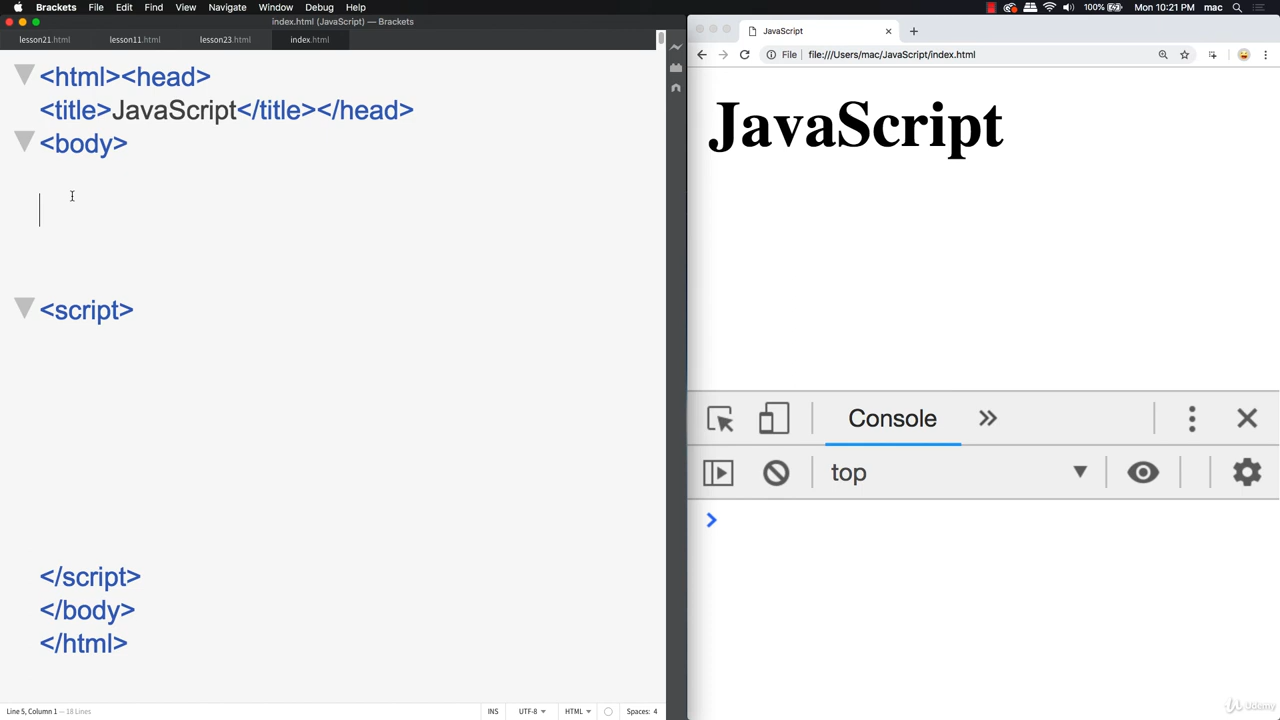 Brackets File Edit Find View Navigate Window Debug Help
100% Mon 10:21 PM mac
index.html (JavaScript) — Brackets
lesson21.html lesson11.html lesson23.html index.html
<html><head>
<title>JavaScript</title></head>
<body>
<script>
</script>
</body>
</html>
Line 5, Column 1 — 18 Lines
INS UTF-8 HTML Spaces: 4
JavaScript
File file:///Users/mac/JavaScript/index.html
JavaScript
Console
top
Udemy